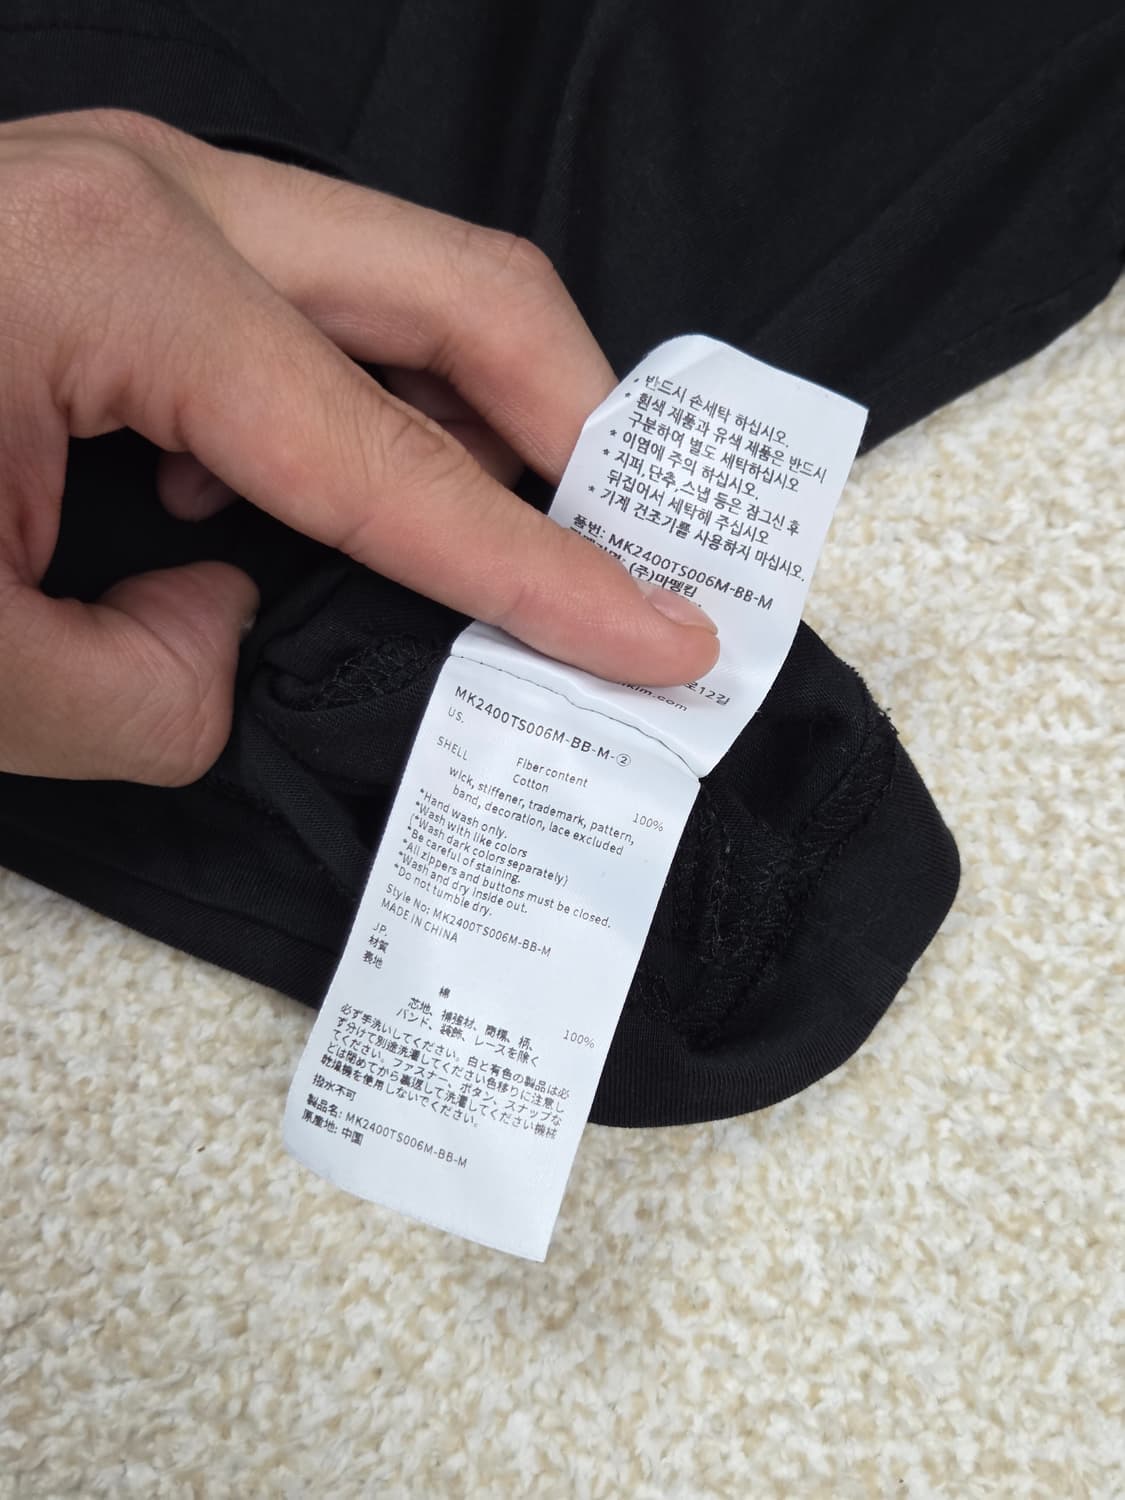 * 반드시 손세탁 하십시오.
* 흰색 제품과 유색 제품은 반드시
구분하여 별도 세탁하십시오
* 이염에 주의 하십시오.
* 지퍼,단추,스냅 등은 잠그신 후
뒤집어서 세탁해 주십시오
* 기계 건조기를 사용하지 마십시오.
품번: MK2400TS006M-BB-M
(주)마뗑킴
로12길
kim.com
MK2400TS006M-BB-M-②
US.
SHELL
Fiber content
Cotton 100%
wick, stiffener, trademark, pattern,
band, decoration, lace excluded
*Hand wash only.
*Wash with like colors
(*Wash dark colors separately)
*Be careful of staining.
*All zippers and buttons must be closed.
*Wash and dry inside out.
*Do not tumble dry.
Style No: MK2400TS006M-BB-M
MADE IN CHINA
JP.
材質
表地
綿 100%
芯地、補強材、商標、柄、
バンド、装飾、レースを除く
必ず手洗いしてください。白と有色の製品は必
ず分けて別途洗濯してください色移りに注意し
てください。ファスナー、ボタン、スナップな
どは閉めてから裏返して洗濯してください機械
乾燥機を使用しないでください。
撥水不可
製品名: MK2400TS006M-BB-M
原産地: 中国